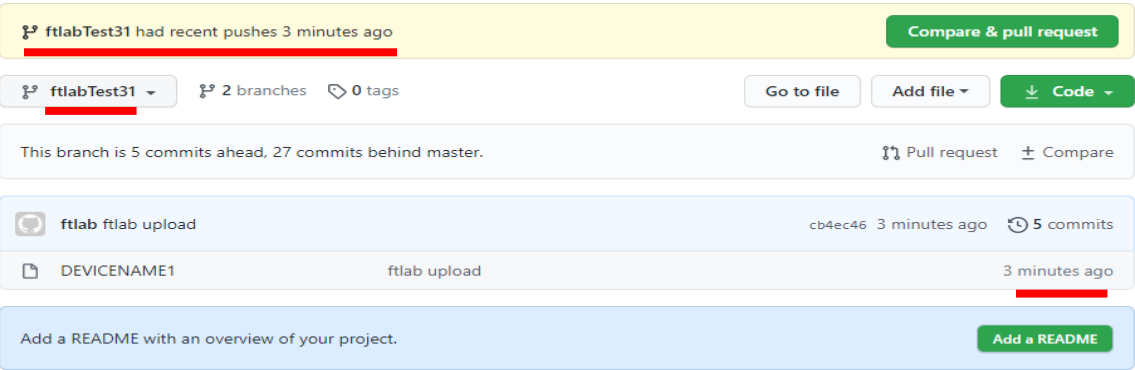 ftlabTest31 had recent pushes 3 minutes ago Compare & pull request
ftlabTest31 2 branches 0 tags Go to file Add file Code
This branch is 5 commits ahead, 27 commits behind master. Pull request Compare
ftlab ftlab upload cb4ec46 3 minutes ago 5 commits
DEVICENAME1 ftlab upload 3 minutes ago
Add a README with an overview of your project. Add a README